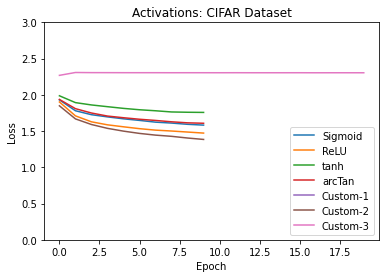 Activations: CIFAR Dataset
3.0
2.5
2.0
1.5
1.0
0.5
0.0
Loss
Sigmoid
ReLU
tanh
arcTan
Custom-1
Custom-2
Custom-3
0.0 2.5 5.0 7.5 10.0 12.5 15.0 17.5
Epoch